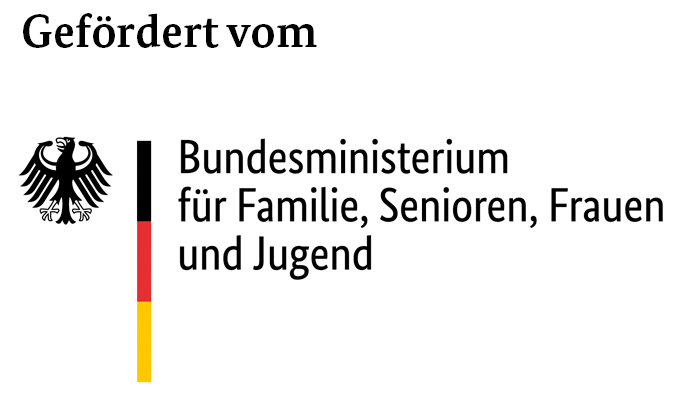 Gefördert vom
Bundesministerium
für Familie, Senioren, Frauen
und Jugend